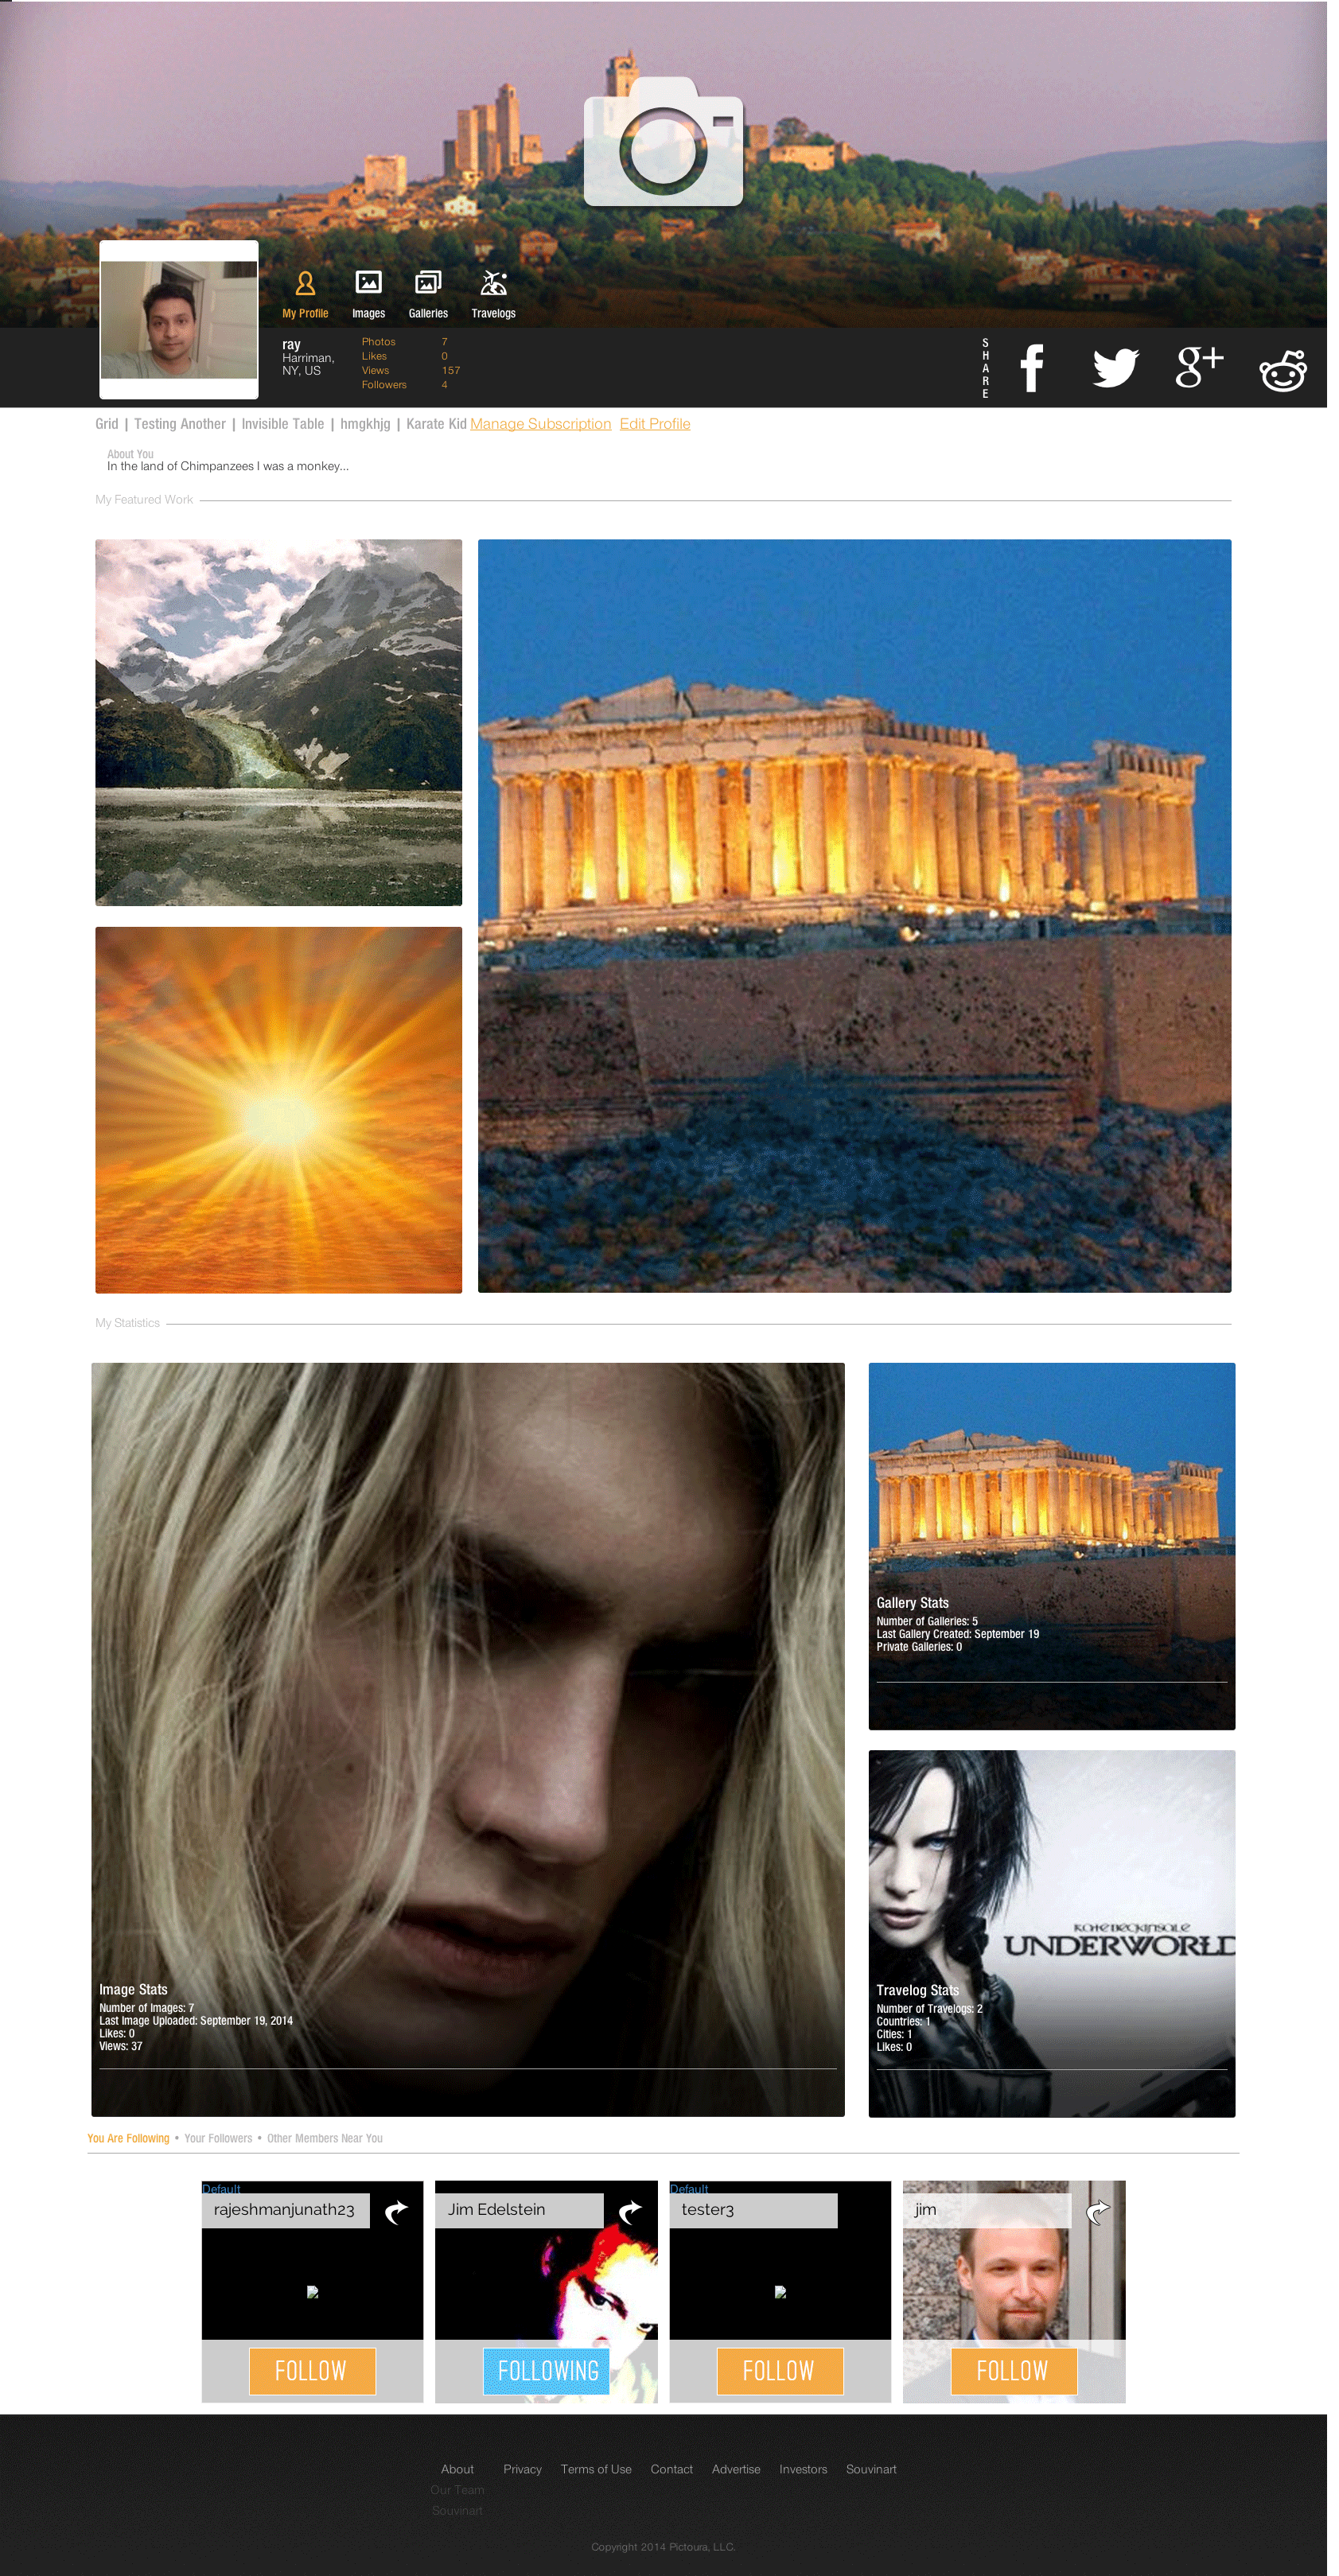 My Profile
Images
Galleries
Travelogs
ray
Harriman,
NY, US
Photos 7
Likes 0
Views 157
Followers 4
SHARE
Grid | Testing Another | Invisible Table | hmgkhjg | Karate Kid Manage Subscription Edit Profile
About You
In the land of Chimpanzees I was a monkey...
My Featured Work
My Statistics
Gallery Stats
Number of Galleries: 5
Last Gallery Created: September 19
Private Galleries: 0
KATE BECKINSALE
UNDERWORLD
Image Stats
Number of Images: 7
Last Image Uploaded: September 19, 2014
Likes: 0
Views: 37
Travelog Stats
Number of Travelogs: 2
Countries: 1
Cities: 1
Likes: 0
You Are Following • Your Followers • Other Members Near You
Default
rajeshmanjunath23
FOLLOW
Jim Edelstein
FOLLOWING
Default
tester3
FOLLOW
jim
FOLLOW
About Privacy Terms of Use Contact Advertise Investors Souvinart
Our Team
Souvinart
Copyright 2014 Pictoura, LLC.